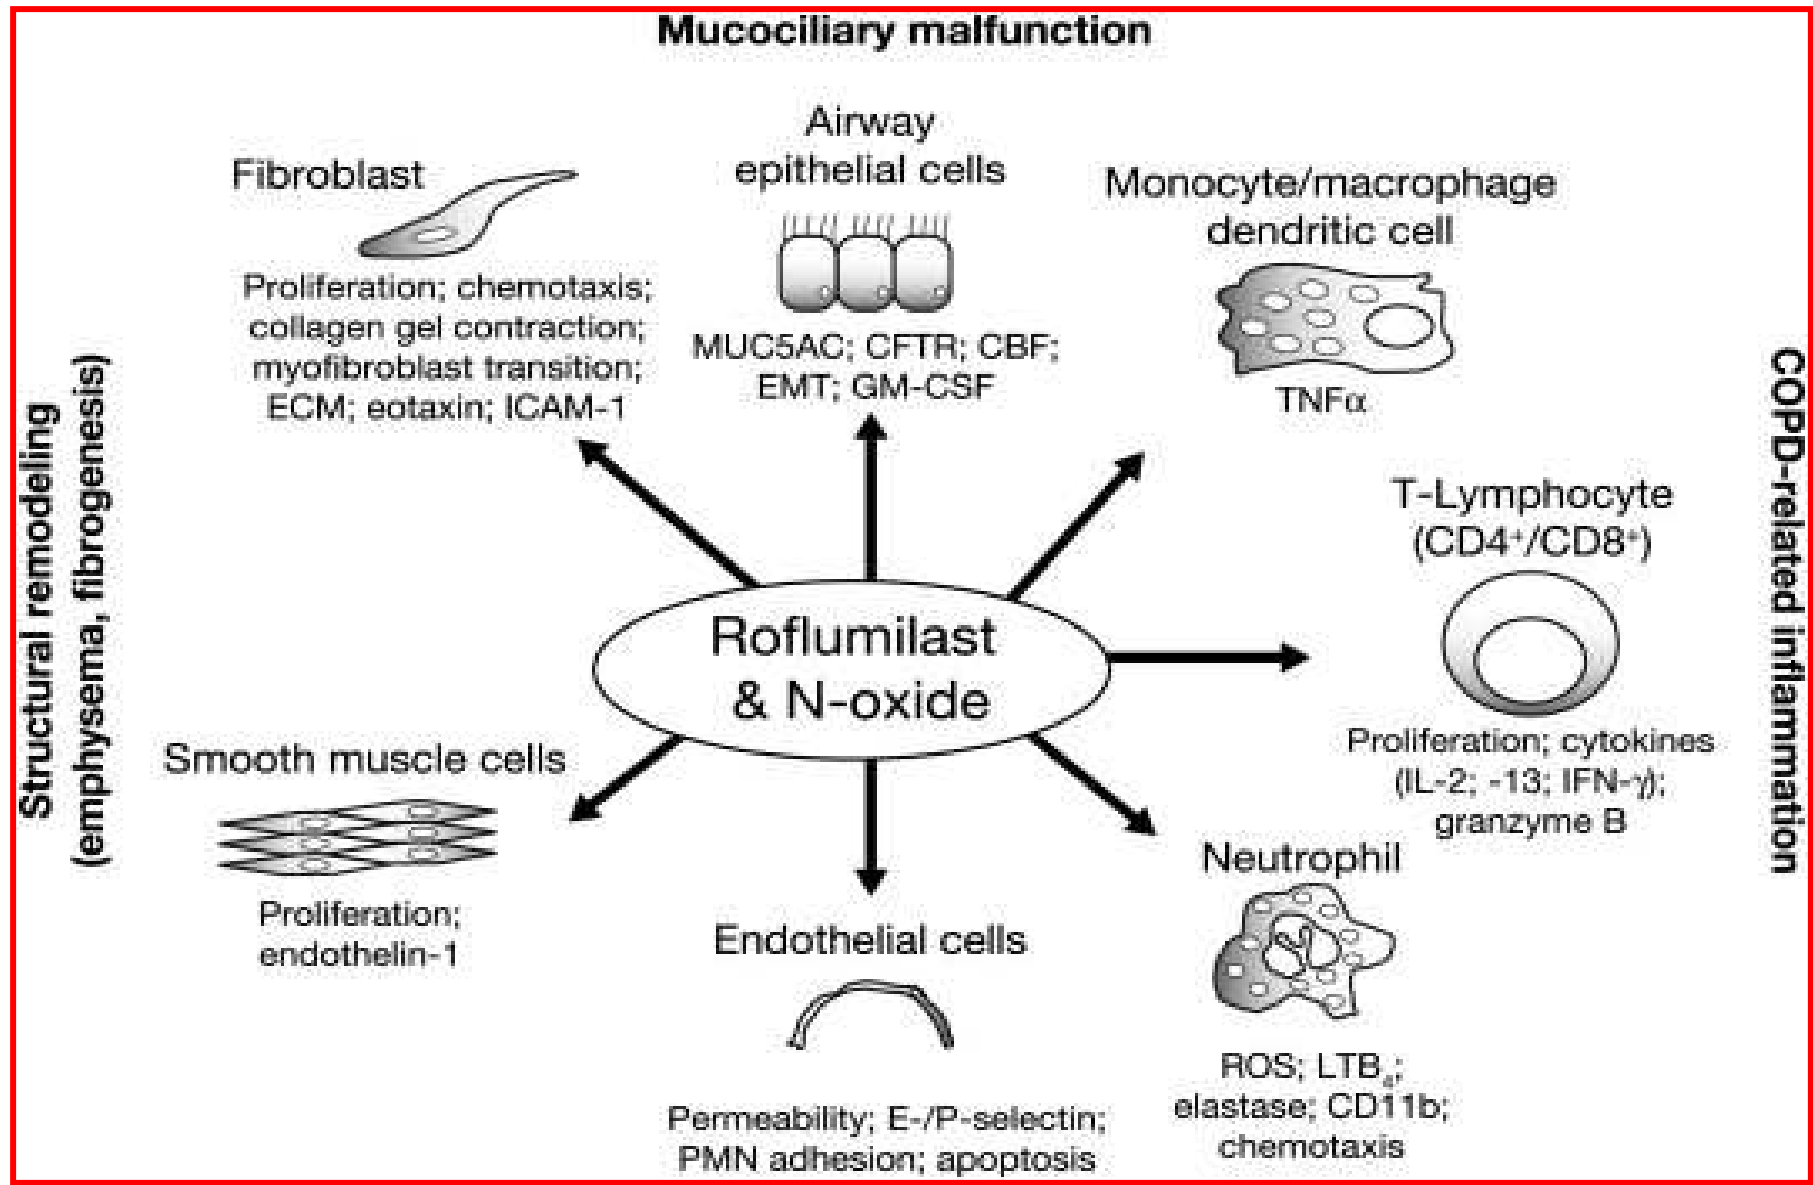 Mucociliary malfunction
Airway
epithelial cells
MUC5AC; CFTR; CBF;
EMT; GM-CSF
Fibroblast
Proliferation; chemotaxis;
collagen gel contraction;
myofibroblast transition;
ECM; eotaxin; ICAM-1
Monocyte/macrophage
dendritic cell
TNFα
T-Lymphocyte
(CD4⁺/CD8⁺)
Proliferation; cytokines
(IL-2; -13; IFN-γ);
granzyme B
Roflumilast
& N-oxide
Structural remodeling
(emphysema, fibrogenesis)
COPD-related inflammation
Smooth muscle cells
Proliferation;
endothelin-1
Endothelial cells
Permeability; E-/P-selectin;
PMN adhesion; apoptosis
Neutrophil
ROS; LTB₄;
elastase; CD11b;
chemotaxis